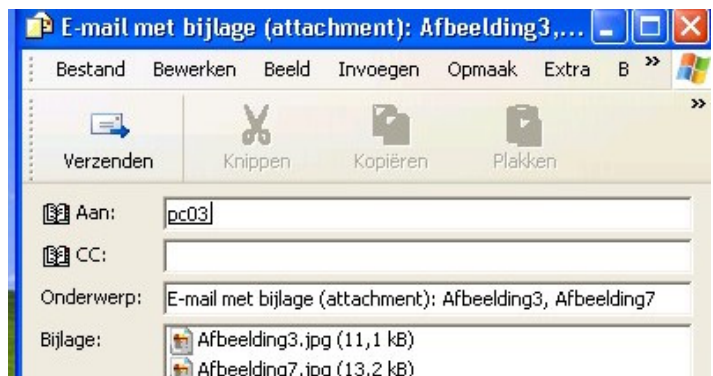 E-mail met bijlage (attachment): Afbeelding3,...
Bestand Bewerken Beeld Invoegen Opmaak Extra B »
»
Verzenden Knippen Kopiëren Plakken
Aan: pc03
CC:
Onderwerp: E-mail met bijlage (attachment): Afbeelding3, Afbeelding7
Bijlage: Afbeelding3.jpg (11,1 kB)
Afbeelding7.jpg (13,2 kB)